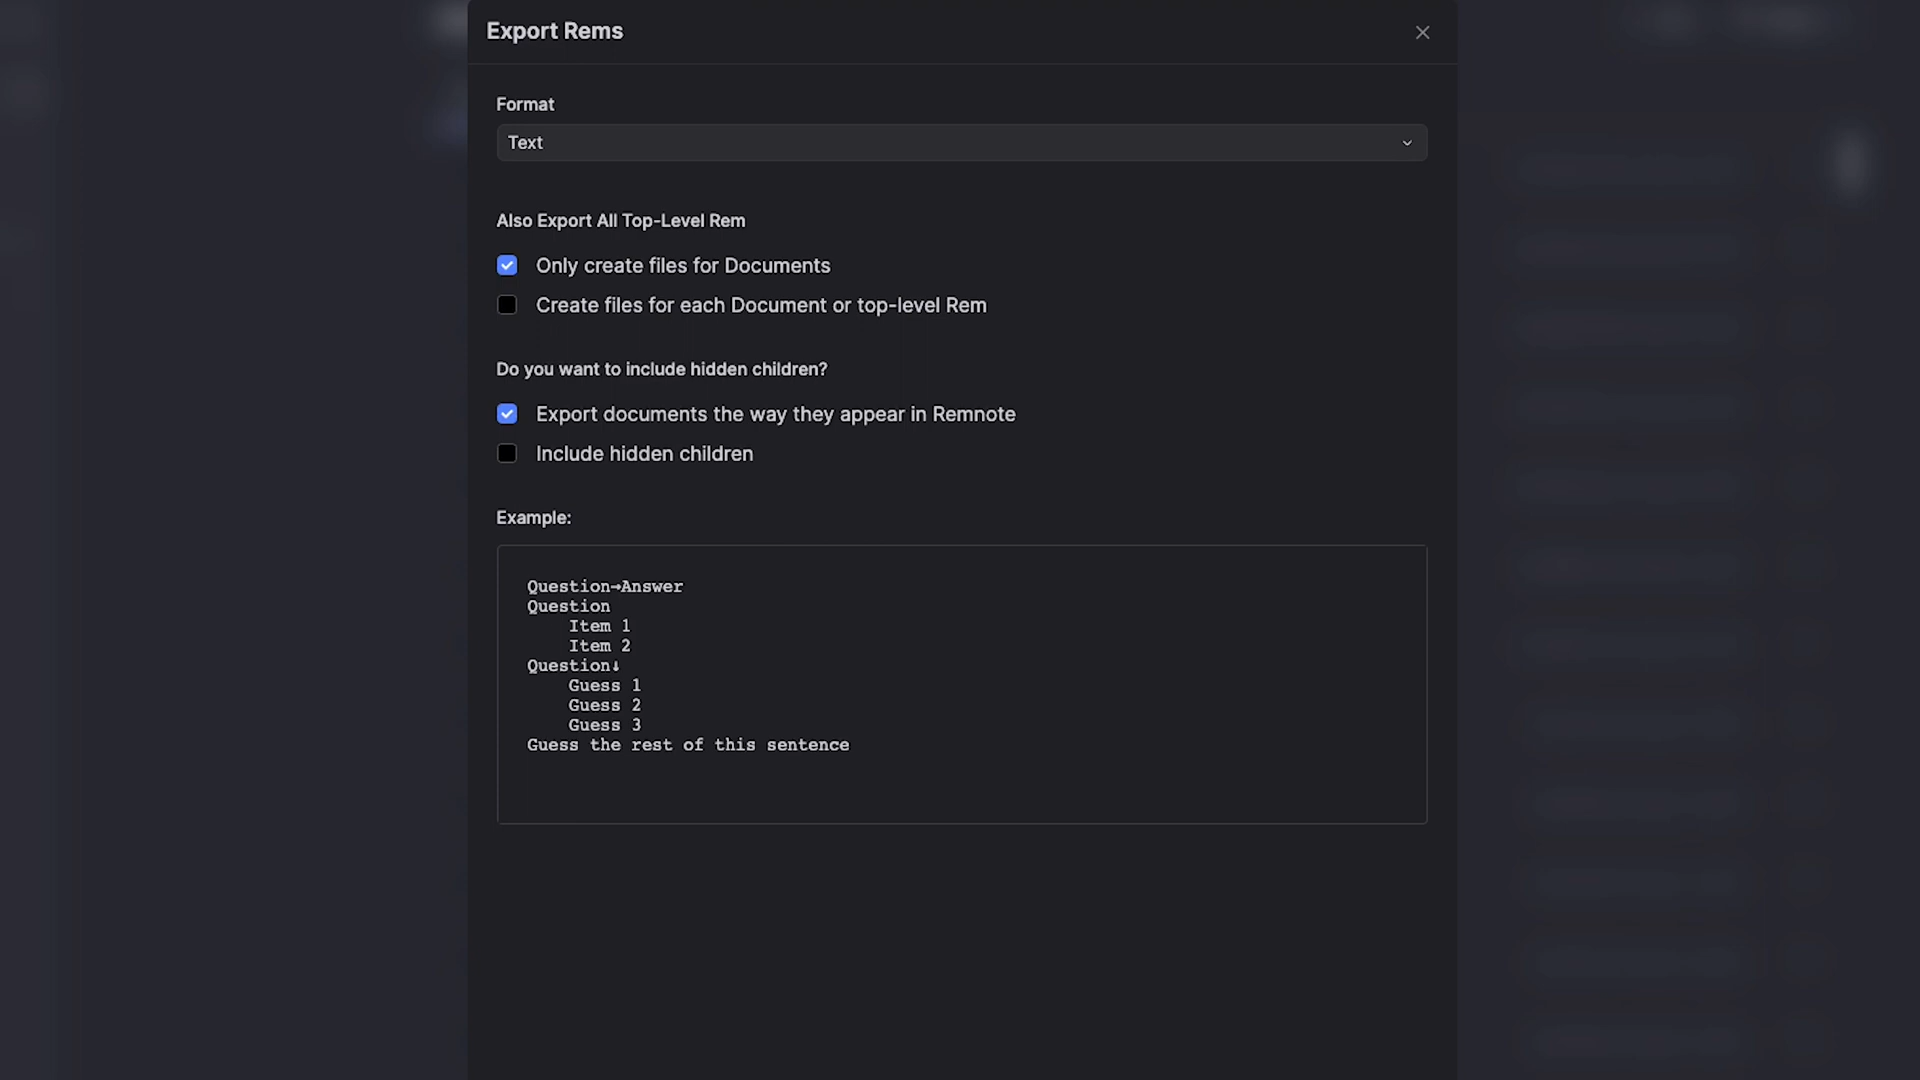 Export Rems
Format
Text
Also Export All Top-Level Rem
Only create files for Documents
Create files for each Document or top-level Rem
Do you want to include hidden children?
Export documents the way they appear in Remnote
Include hidden children
Example:
Question→Answer
Question
Item 1
Item 2
Question↓
Guess 1
Guess 2
Guess 3
Guess the rest of this sentence